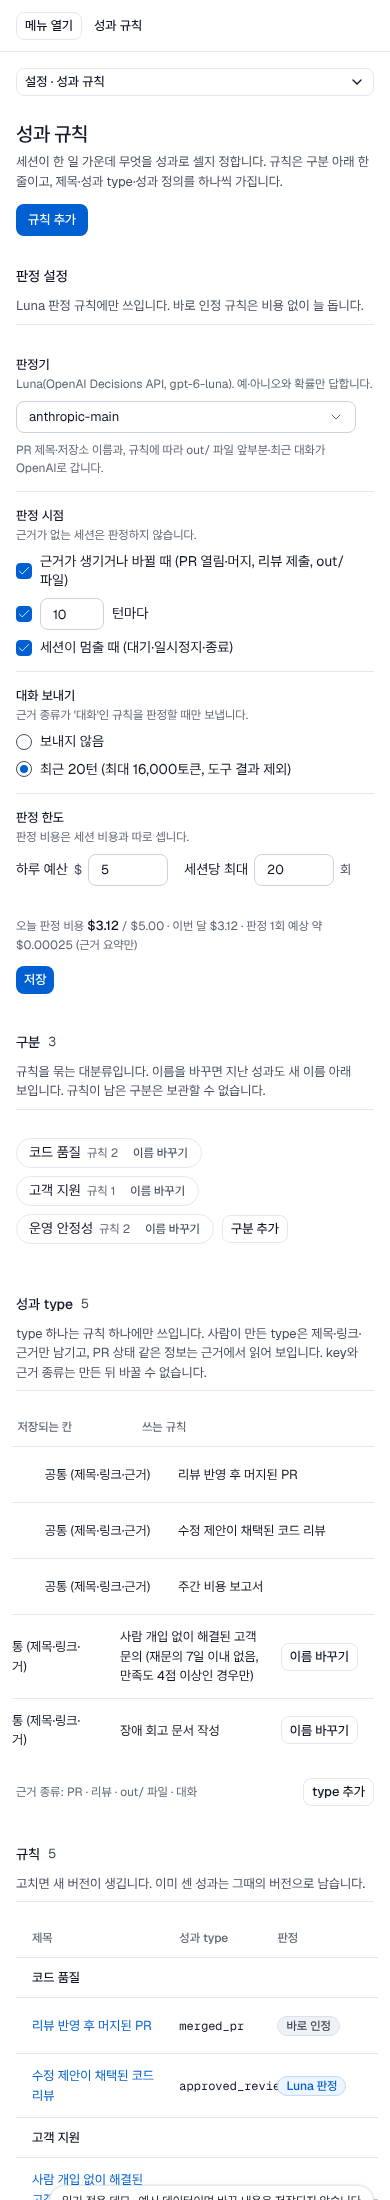 메뉴 열기 성과 규칙
설정 · 성과 규칙
성과 규칙
세션이 한 일 가운데 무엇을 성과로 셀지 정합니다. 규칙은 구분 아래 한
줄이고, 제목·성과 type·성과 정의를 하나씩 가집니다.
규칙 추가
판정 설정
Luna 판정 규칙에만 쓰입니다. 바로 인정 규칙은 비용 없이 늘 돕니다.
판정기
Luna(OpenAI Decisions API, gpt-6-luna). 예·아니오와 확률만 답합니다.
anthropic-main
PR 제목·저장소 이름과, 규칙에 따라 out/ 파일 앞부분·최근 대화가
OpenAI로 갑니다.
판정 시점
근거가 없는 세션은 판정하지 않습니다.
근거가 생기거나 바뀔 때 (PR 열림·머지, 리뷰 제출, out/
파일)
10 턴마다
세션이 멈출 때 (대기·일시정지·종료)
대화 보내기
근거 종류가 '대화'인 규칙을 판정할 때만 보냅니다.
보내지 않음
최근 20턴 (최대 16,000토큰, 도구 결과 제외)
판정 한도
판정 비용은 세션 비용과 따로 셉니다.
하루 예산 $ 5 세션당 최대 20 회
오늘 판정 비용 $3.12 / $5.00 · 이번 달 $3.12 · 판정 1회 예상 약
$0.00025 (근거 요약만)
저장
구분 3
규칙을 묶는 대분류입니다. 이름을 바꾸면 지난 성과도 새 이름 아래
보입니다. 규칙이 남은 구분은 보관할 수 없습니다.
코드 품질 규칙 2 이름 바꾸기
고객 지원 규칙 1 이름 바꾸기
운영 안정성 규칙 2 이름 바꾸기 구분 추가
성과 type 5
type 하나는 규칙 하나에만 쓰입니다. 사람이 만든 type은 제목·링크·
근거만 남기고, PR 상태 같은 정보는 근거에서 읽어 보입니다. key와
근거 종류는 만든 뒤 바꿀 수 없습니다.
저장되는 칸 쓰는 규칙
공통 (제목·링크·근거) 리뷰 반영 후 머지된 PR
공통 (제목·링크·근거) 수정 제안이 채택된 코드 리뷰
공통 (제목·링크·근거) 주간 비용 보고서
통 (제목·링크· 사람 개입 없이 해결된 고객
거) 문의 (재문의 7일 이내 없음, 이름 바꾸기
만족도 4점 이상인 경우만)
통 (제목·링크· 장애 회고 문서 작성 이름 바꾸기
거)
근거 종류: PR · 리뷰 · out/ 파일 · 대화 type 추가
규칙 5
고치면 새 버전이 생깁니다. 이미 센 성과는 그때의 버전으로 남습니다.
제목 성과 type 판정
코드 품질
리뷰 반영 후 머지된 PR merged_pr 바로 인정
수정 제안이 채택된 코드 approved_revie Luna 판정
리뷰
고객 지원
사람 개입 없이 해결된